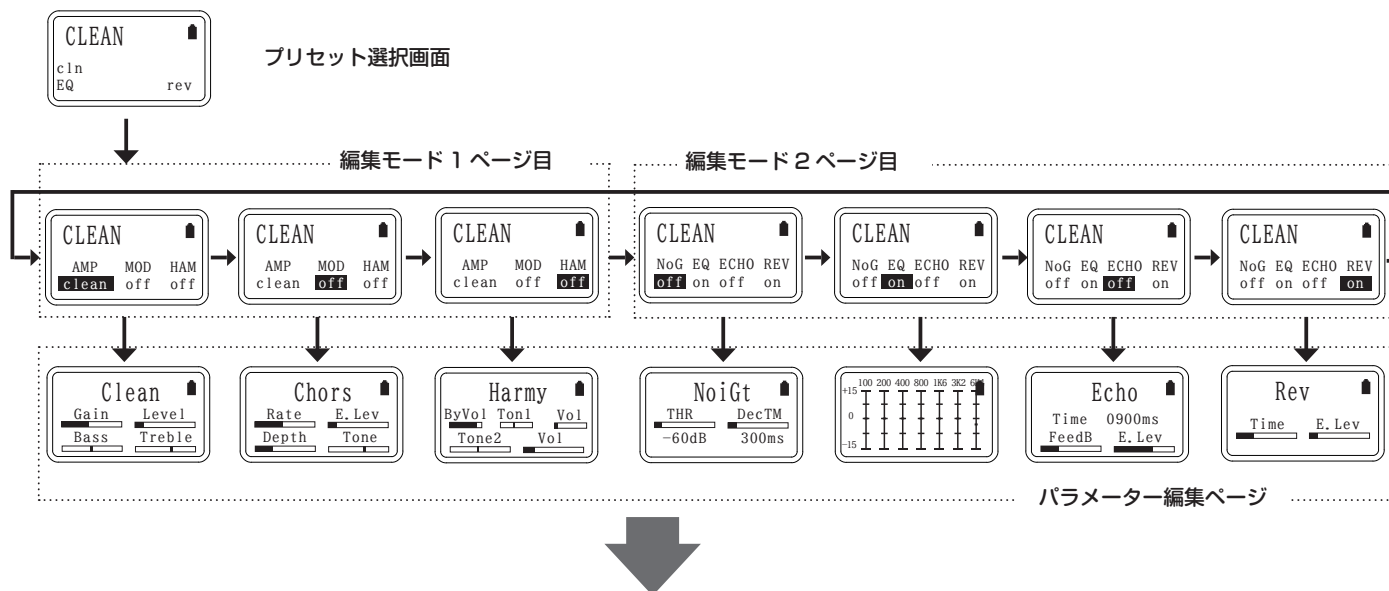 CLEAN
cln
EQ rev
プリセット選択画面
編集モード 1 ページ目
編集モード 2 ページ目
CLEAN
AMP MOD HAM
clean off off
CLEAN
AMP MOD HAM
clean off off
CLEAN
AMP MOD HAM
clean off off
CLEAN
NoG EQ ECHO REV
off on off on
CLEAN
NoG EQ ECHO REV
off on off on
CLEAN
NoG EQ ECHO REV
off on off on
CLEAN
NoG EQ ECHO REV
off on off on
Clean
Gain Level
Bass Treble
Chors
Rate E.Lev
Depth Tone
Harmy
ByVol Ton1 Vol
Tone2 Vol
NoiGt
THR DecTM
−60dB 300ms
100 200 400 800 1K6 3K2
+15
0
−15
Echo
Time 0900ms
FeedB E.Lev
Rev
Time E.Lev
パラメーター編集ページ